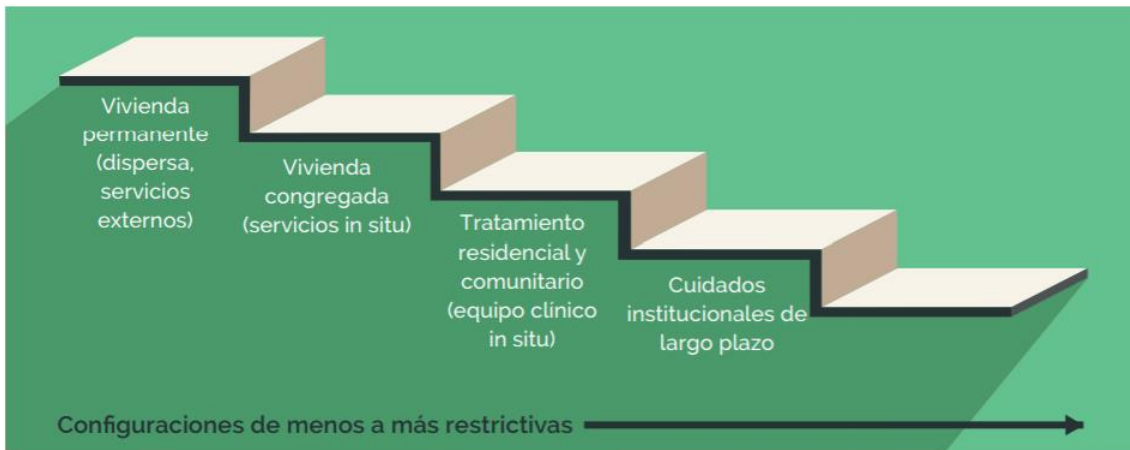 Vivienda
permanente
(dispersa,
servicios
externos)
Vivienda
congregada
(servicios in situ)
Tratamiento
residencial y
comunitario
(equipo clínico
in situ)
Cuidados
institucionales de
largo plazo
Configuraciones de menos a más restrictivas